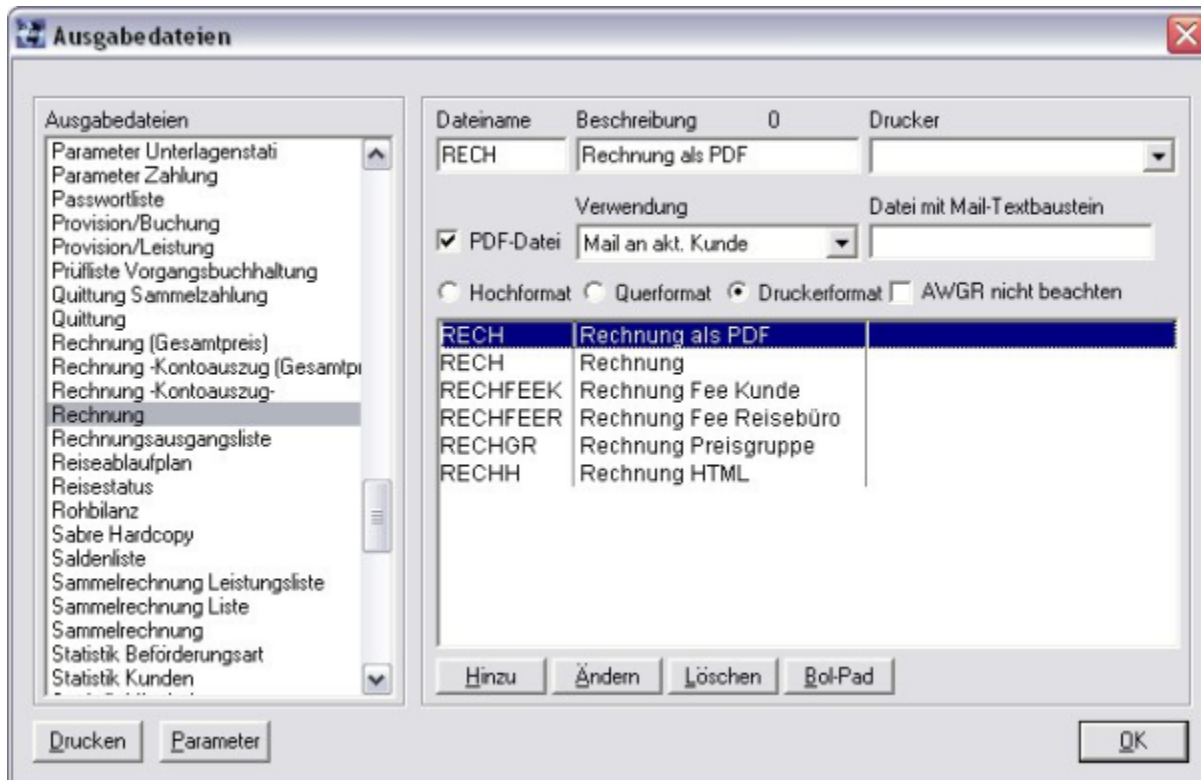 Ausgabedateien
Ausgabedateien
Parameter Unterlagenstati
Parameter Zahlung
Passwortliste
Provision/Buchung
Provision/Leistung
Prüfliste Vorgangsbuchhaltung
Quittung Sammelzahlung
Quittung
Rechnung (Gesamtpreis)
Rechnung -Kontoauszug (Gesamtpr
Rechnung -Kontoauszug-
Rechnung
Rechnungsausgangsliste
Reiseablaufplan
Reisestatus
Rohbilanz
Sabre Hardcopy
Saldenliste
Sammelrechnung Leistungsliste
Sammelrechnung Liste
Sammelrechnung
Statistik Beförderungsart
Statistik Kunden
Dateiname Beschreibung 0 Drucker
RECH Rechnung als PDF
Verwendung Datei mit Mail-Textbaustein
PDF-Datei Mail an akt. Kunde
Hochformat Querformat Druckerformat AWGR nicht beachten
RECH Rechnung als PDF
RECH Rechnung
RECHFEEK Rechnung Fee Kunde
RECHFEER Rechnung Fee Reisebüro
RECHGR Rechnung Preisgruppe
RECHH Rechnung HTML
Hinzu Ändern Löschen Bol-Pad
Drucken Parameter OK